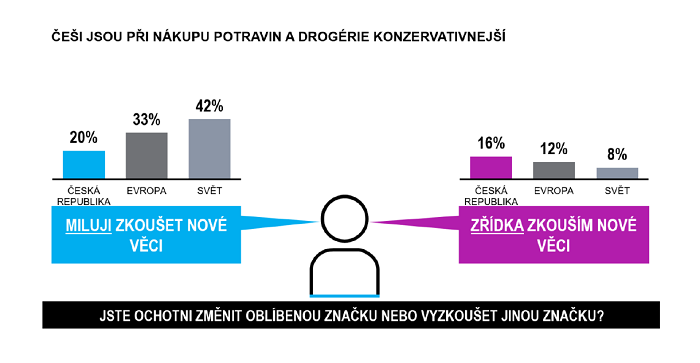 ČEŠI JSOU PŘI NÁKUPU POTRAVIN A DROGÉRIE KONZERVATIVNEJŠÍ
20%
33%
42%
ČESKÁ
REPUBLIKA
EVROPA
SVĚT
MILUJI ZKOUŠET NOVÉ
VĚCI
16%
12%
8%
ČESKÁ
REPUBLIKA
EVROPA
SVĚT
ZŘÍDKA ZKOUŠÍM NOVÉ
VĚCI
JSTE OCHOTNI ZMĚNIT OBLÍBENOU ZNAČKU NEBO VYZKOUŠET JINOU ZNAČKU?